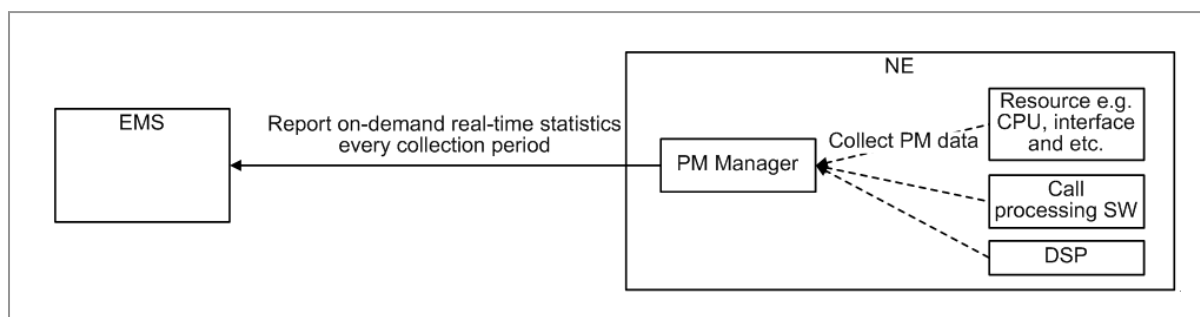 NE
EMS
Report on-demand real-time statistics
every collection period
PM Manager
Collect PM data
Resource e.g.
CPU, interface
and etc.
Call
processing SW
DSP